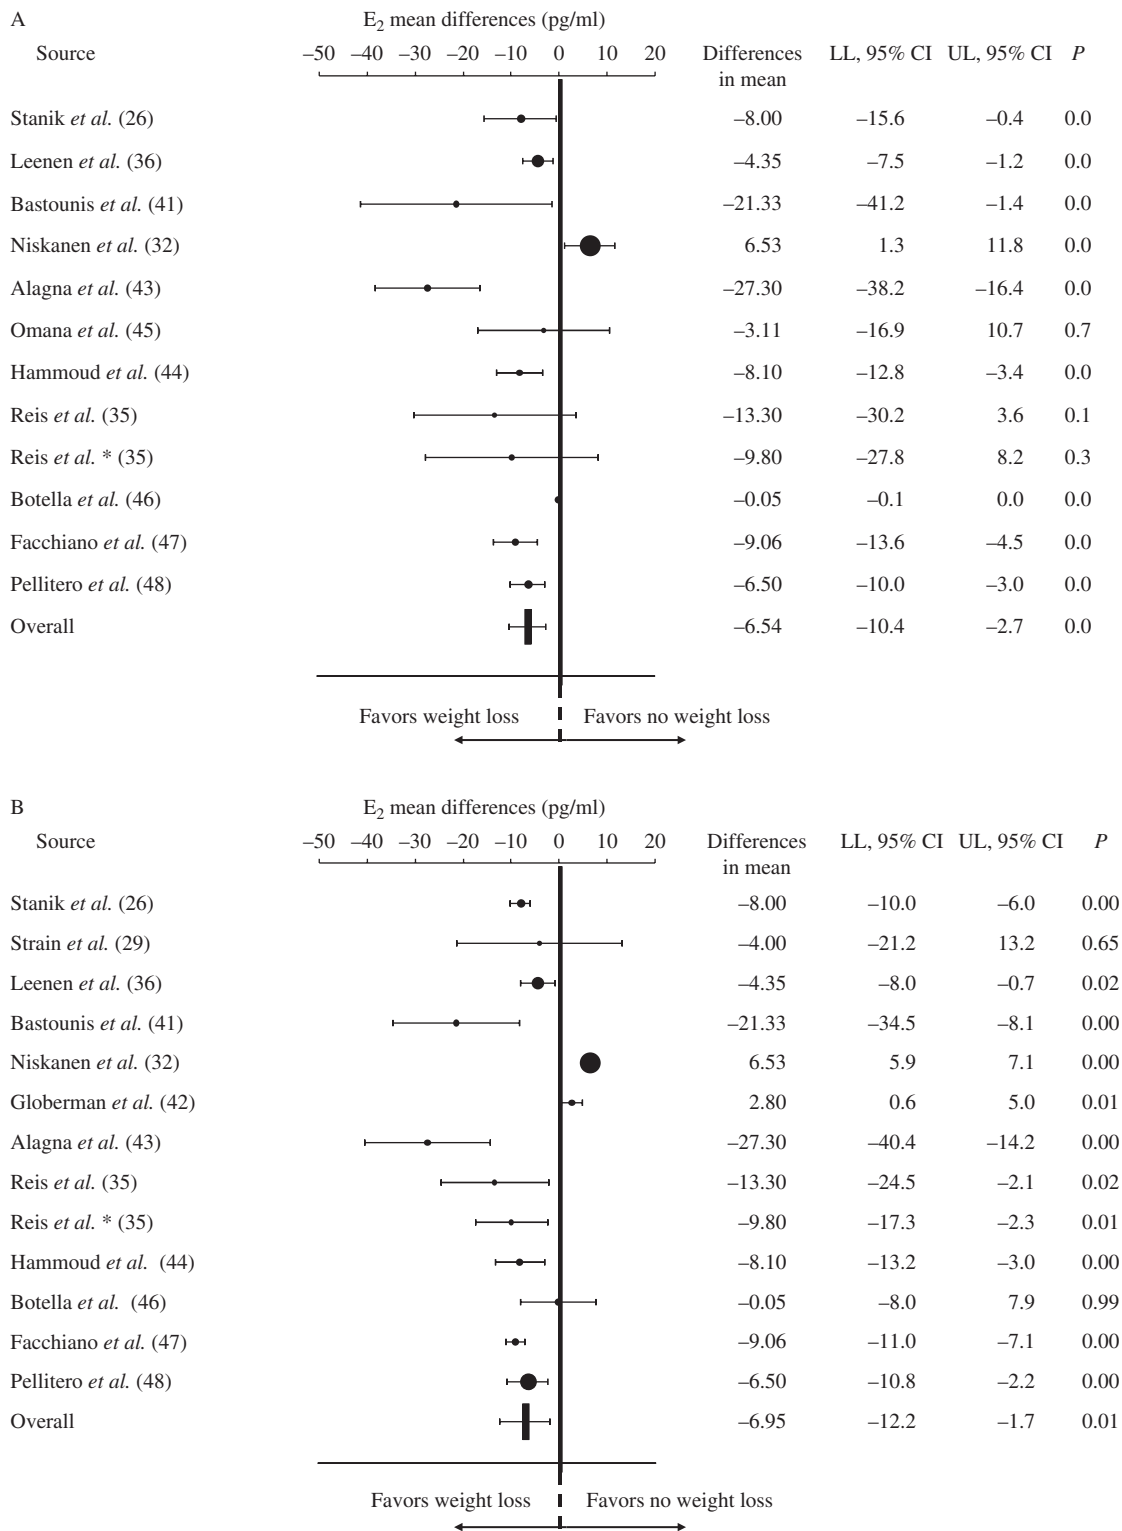 A
E2 mean differences (pg/ml)
Source –50 –40 –30 –20 –10 0 10 20 Differences LL, 95% CI UL, 95% CI P
in mean
Stanik et al. (26) –8.00 –15.6 –0.4 0.0
Leenen et al. (36) –4.35 –7.5 –1.2 0.0
Bastounis et al. (41) –21.33 –41.2 –1.4 0.0
Niskanen et al. (32) 6.53 1.3 11.8 0.0
Alagna et al. (43) –27.30 –38.2 –16.4 0.0
Omana et al. (45) –3.11 –16.9 10.7 0.7
Hammoud et al. (44) –8.10 –12.8 –3.4 0.0
Reis et al. (35) –13.30 –30.2 3.6 0.1
Reis et al. * (35) –9.80 –27.8 8.2 0.3
Botella et al. (46) –0.05 –0.1 0.0 0.0
Facchiano et al. (47) –9.06 –13.6 –4.5 0.0
Pellitero et al. (48) –6.50 –10.0 –3.0 0.0
Overall –6.54 –10.4 –2.7 0.0
Favors weight loss Favors no weight loss
B
E2 mean differences (pg/ml)
Source –50 –40 –30 –20 –10 0 10 20 Differences LL, 95% CI UL, 95% CI P
in mean
Stanik et al. (26) –8.00 –10.0 –6.0 0.00
Strain et al. (29) –4.00 –21.2 13.2 0.65
Leenen et al. (36) –4.35 –8.0 –0.7 0.02
Bastounis et al. (41) –21.33 –34.5 –8.1 0.00
Niskanen et al. (32) 6.53 5.9 7.1 0.00
Globerman et al. (42) 2.80 0.6 5.0 0.01
Alagna et al. (43) –27.30 –40.4 –14.2 0.00
Reis et al. (35) –13.30 –24.5 –2.1 0.02
Reis et al. * (35) –9.80 –17.3 –2.3 0.01
Hammoud et al. (44) –8.10 –13.2 –3.0 0.00
Botella et al. (46) –0.05 –8.0 7.9 0.99
Facchiano et al. (47) –9.06 –11.0 –7.1 0.00
Pellitero et al. (48) –6.50 –10.8 –2.2 0.00
Overall –6.95 –12.2 –1.7 0.01
Favors weight loss Favors no weight loss